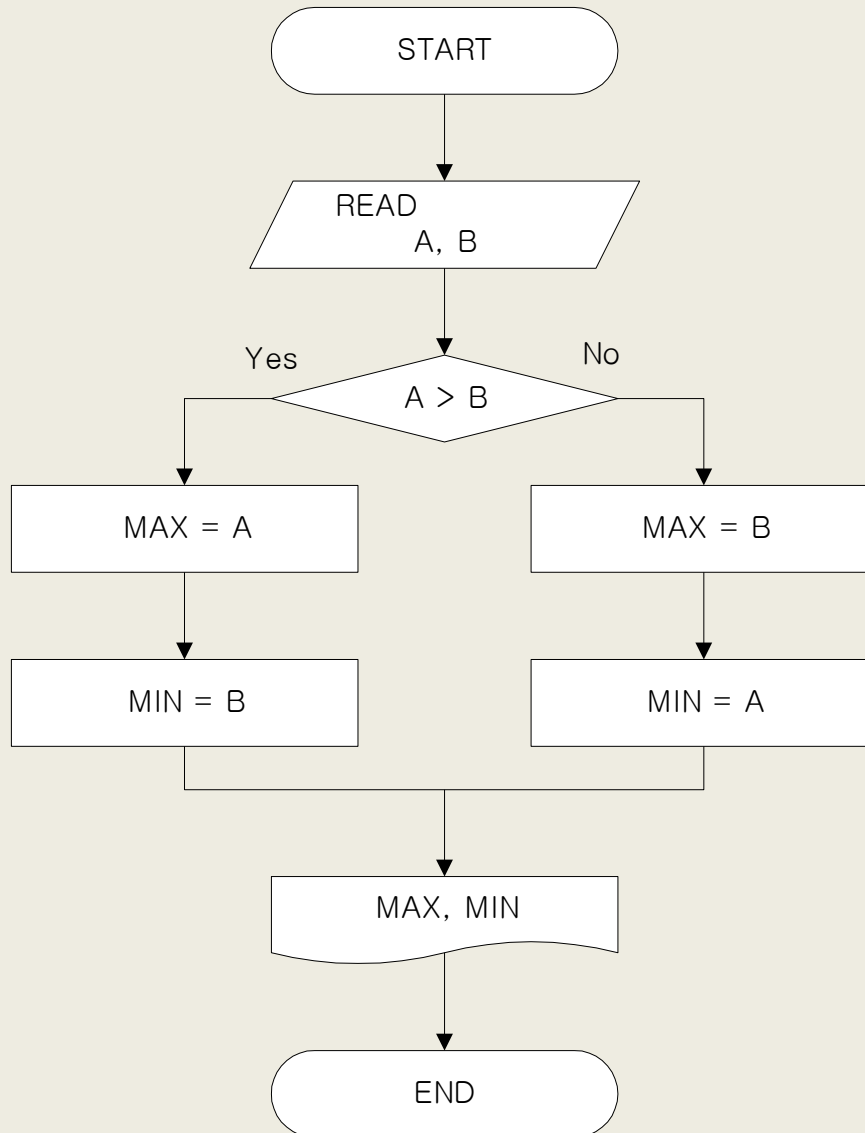 START
READ
A, B
Yes
No
A > B
MAX = A
MAX = B
MIN = B
MIN = A
MAX, MIN
END